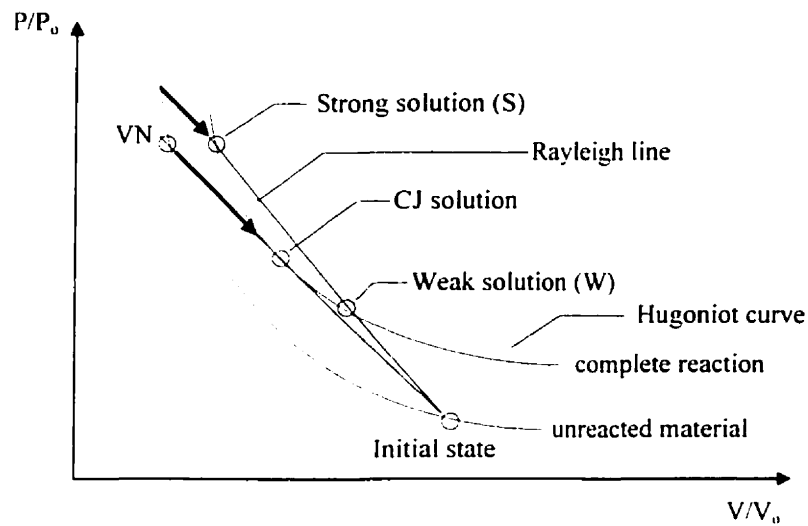 P/P₀
Strong solution (S)
VN
Rayleigh line
CJ solution
Weak solution (W)
Hugoniot curve
complete reaction
unreacted material
Initial state
V/V₀